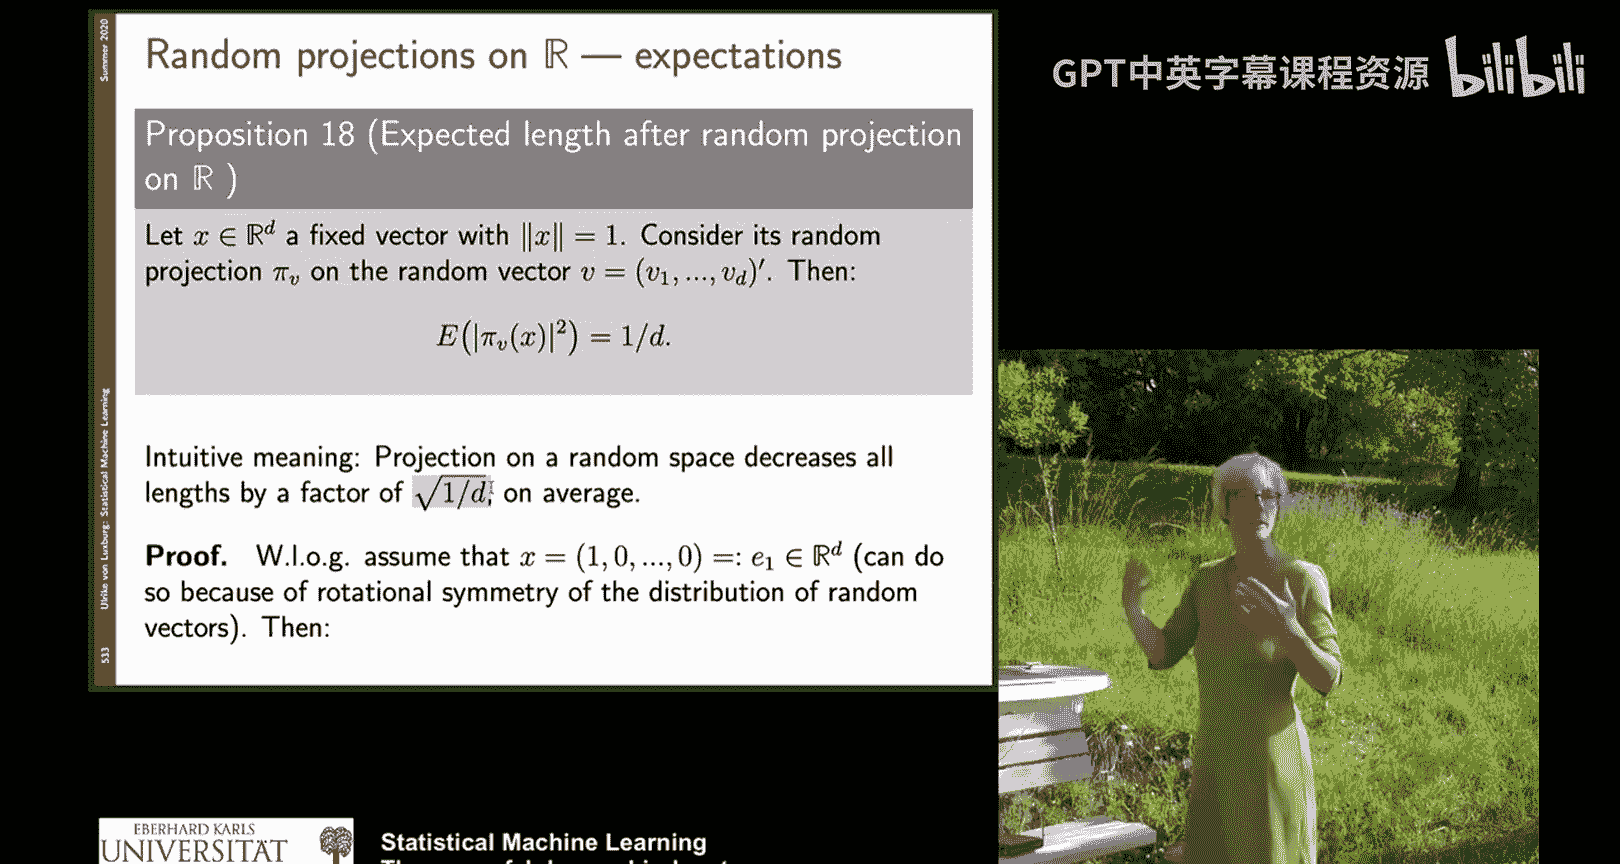 Summer 2020
Random projections on ℝ — expectations
GPT中英字幕课程资源 bilibili
Proposition 18 (Expected length after random projection
on ℝ )
Let x ∈ ℝ^d a fixed vector with ‖x‖ = 1. Consider its random
projection π_v on the random vector v = (v_1, ..., v_d)′. Then:
E(|π_v(x)|^2) = 1/d.
Ulrike von Luxburg: Statistical Machine Learning
Intuitive meaning: Projection on a random space decreases all
lengths by a factor of √1/d, on average.
Proof. W.l.o.g. assume that x = (1, 0, ..., 0) =: e_1 ∈ ℝ^d (can do
so because of rotational symmetry of the distribution of random
vectors). Then:
533
EBERHARD KARLS
UNIVERSITÄT
Statistical Machine Learning